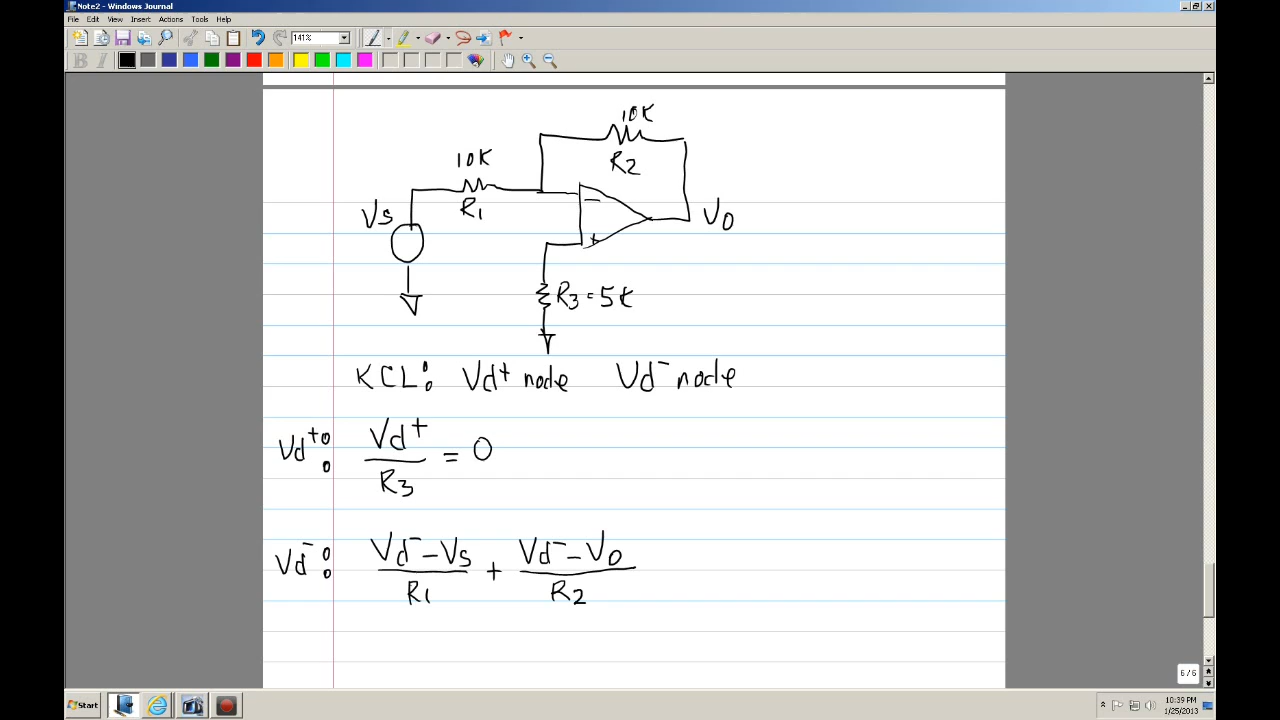 Note2 - Windows Journal
File Edit View Insert Actions Tools Help
141%
B I
10K
R2
10K
R1
Vs
Vo
−
+
R3 = 5K
KCL: Vd+ node Vd− node
Vd+: Vd+/R3 = 0
Vd−: Vd− − Vs/R1 + Vd− − Vo/R2
6/6
Start
10:39 PM
1/25/2013